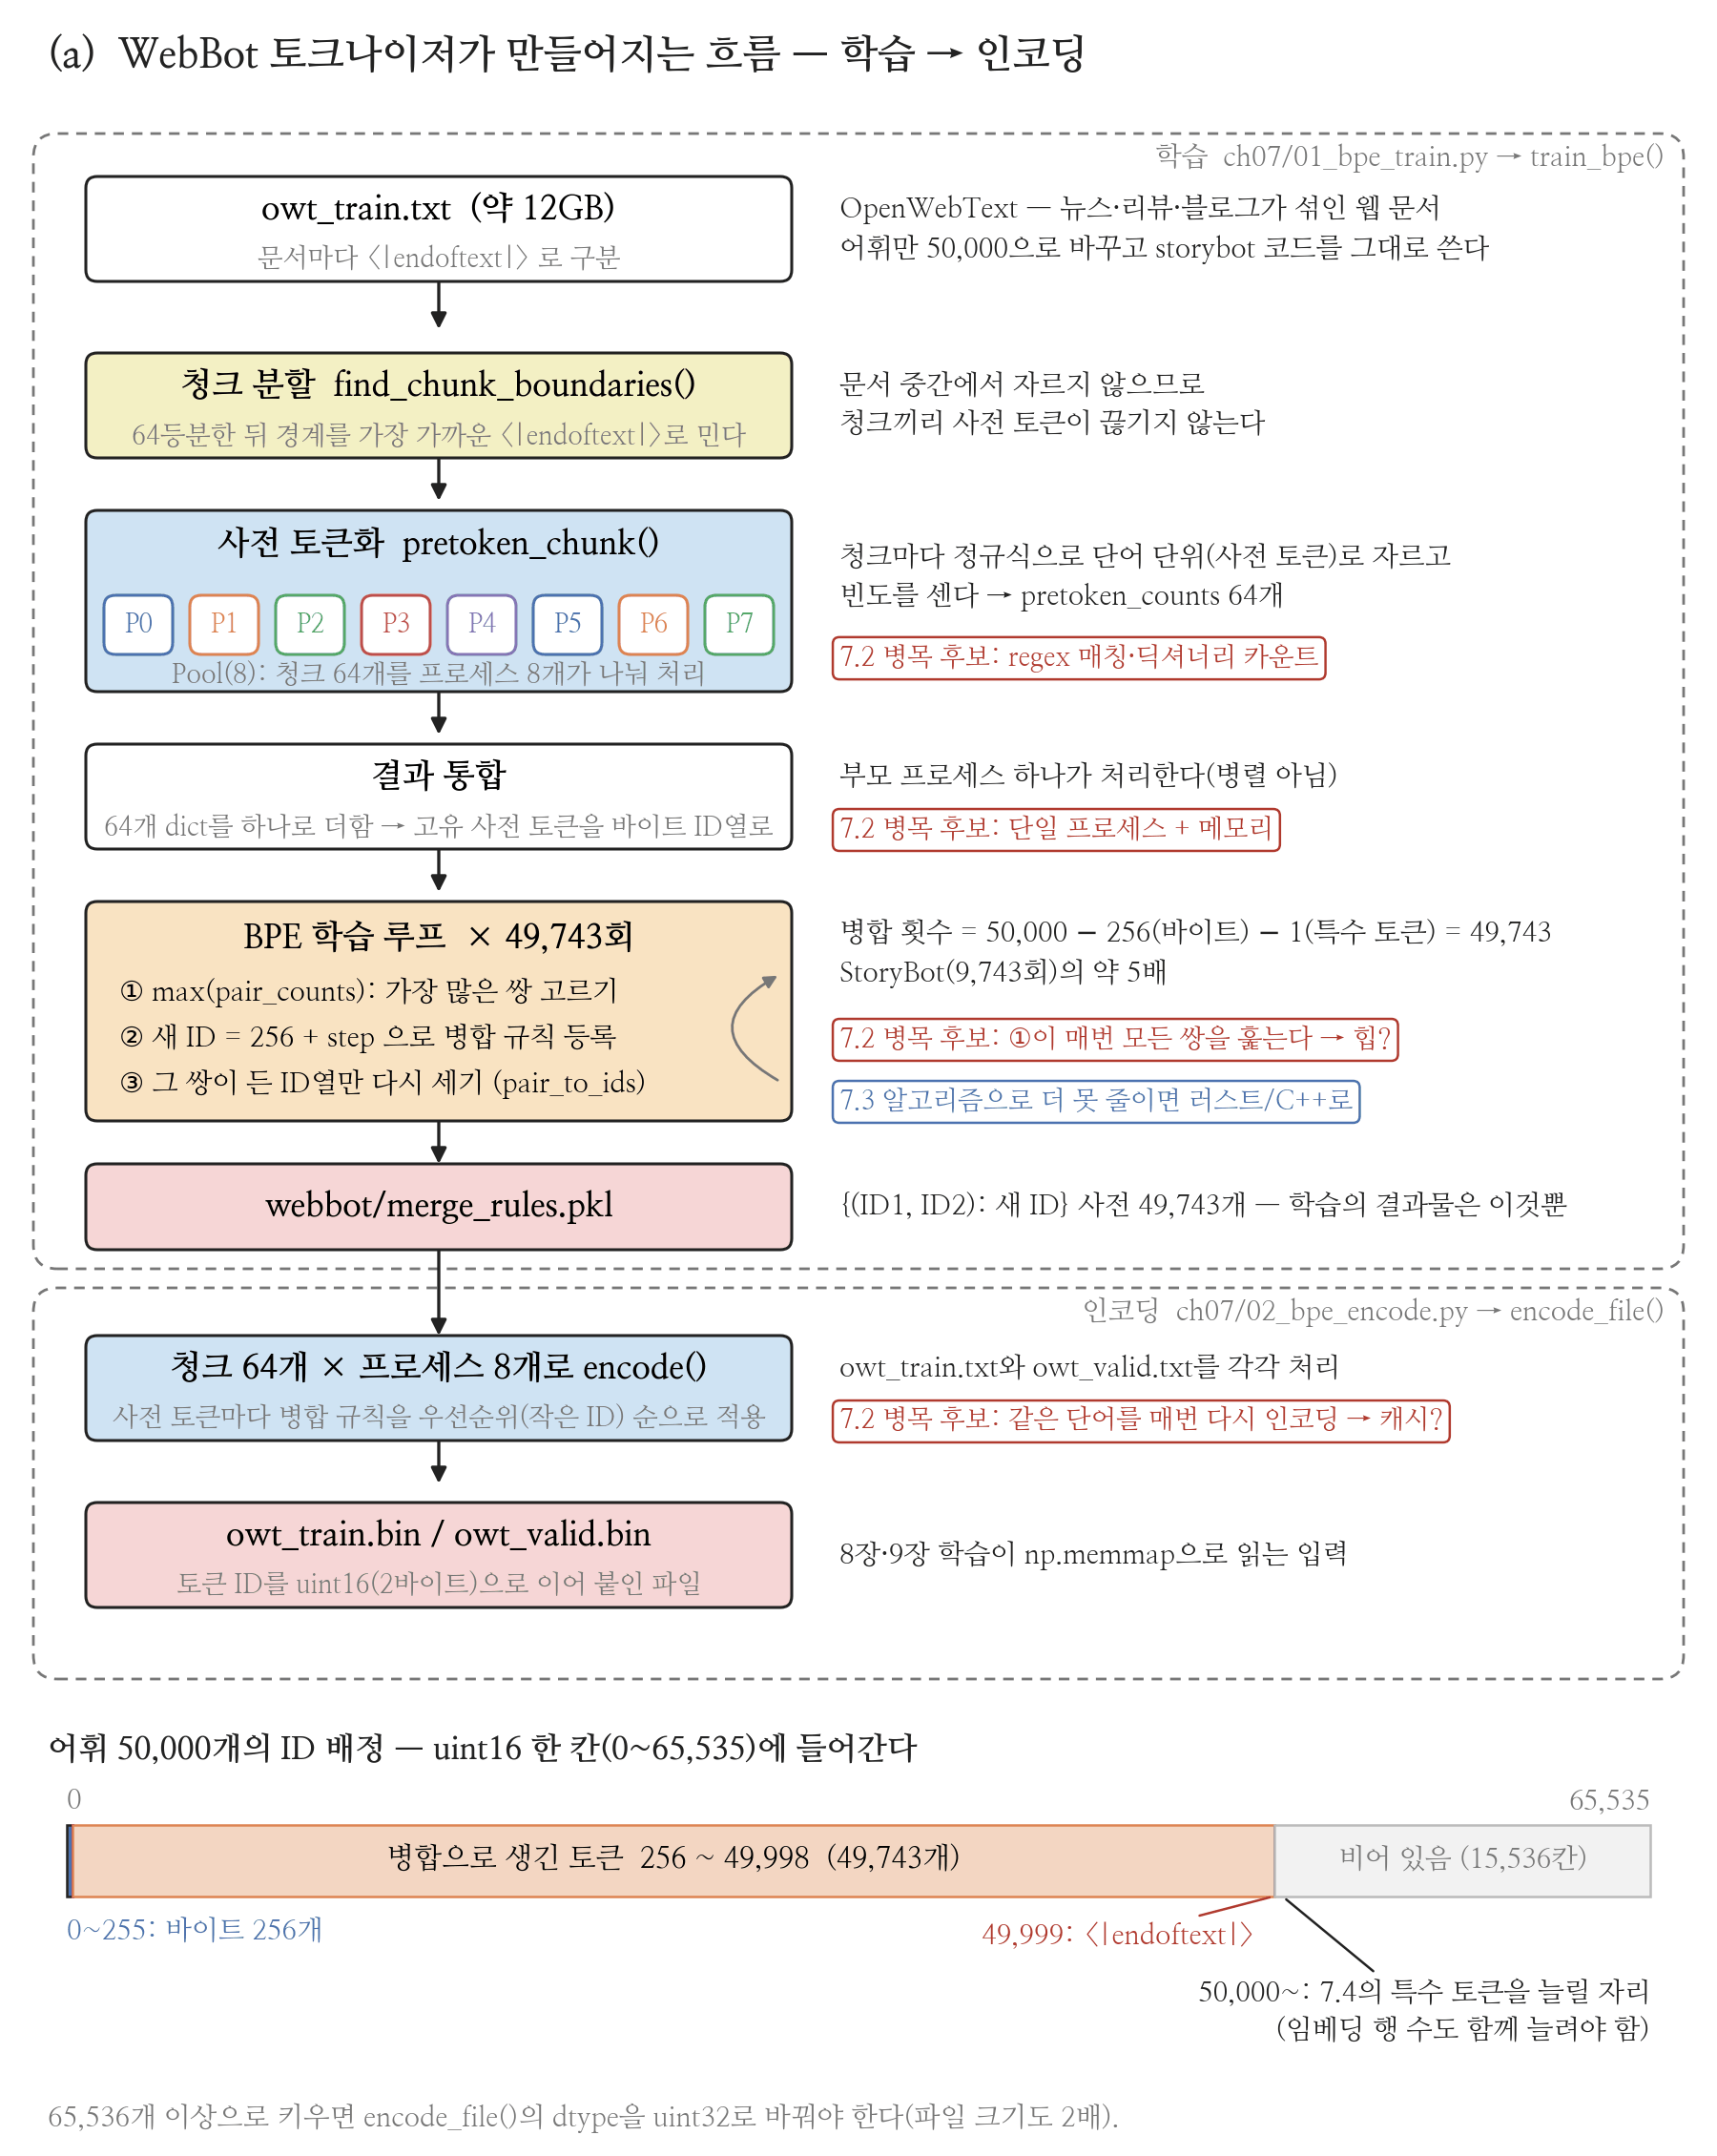 (a) WebBot 토크나이저가 만들어지는 흐름 — 학습 → 인코딩
학습 ch07/01_bpe_train.py → train_bpe()
owt_train.txt (약 12GB)
문서마다 〈|endoftext|〉 로 구분
OpenWebText — 뉴스·리뷰·블로그가 섞인 웹 문서
어휘만 50,000으로 바꾸고 storybot 코드를 그대로 쓴다
청크 분할 find_chunk_boundaries()
64등분한 뒤 경계를 가장 가까운 〈|endoftext|〉로 민다
문서 중간에서 자르지 않으므로
청크끼리 사전 토큰이 끊기지 않는다
사전 토큰화 pretoken_chunk()
P0 P1 P2 P3 P4 P5 P6 P7
Pool(8): 청크 64개를 프로세스 8개가 나눠 처리
청크마다 정규식으로 단어 단위(사전 토큰)로 자르고
빈도를 센다 → pretoken_counts 64개
7.2 병목 후보: regex 매칭·딕셔너리 카운트
결과 통합
64개 dict를 하나로 더함 → 고유 사전 토큰을 바이트 ID열로
부모 프로세스 하나가 처리한다(병렬 아님)
7.2 병목 후보: 단일 프로세스 + 메모리
BPE 학습 루프 × 49,743회
① max(pair_counts): 가장 많은 쌍 고르기
② 새 ID = 256 + step 으로 병합 규칙 등록
③ 그 쌍이 든 ID열만 다시 세기 (pair_to_ids)
병합 횟수 = 50,000 − 256(바이트) − 1(특수 토큰) = 49,743
StoryBot(9,743회)의 약 5배
7.2 병목 후보: ①이 매번 모든 쌍을 훑는다 → 힙?
7.3 알고리즘으로 더 못 줄이면 러스트/C++로
webbot/merge_rules.pkl
{(ID1, ID2): 새 ID} 사전 49,743개 — 학습의 결과물은 이것뿐
인코딩 ch07/02_bpe_encode.py → encode_file()
청크 64개 × 프로세스 8개로 encode()
사전 토큰마다 병합 규칙을 우선순위(작은 ID) 순으로 적용
owt_train.txt와 owt_valid.txt를 각각 처리
7.2 병목 후보: 같은 단어를 매번 다시 인코딩 → 캐시?
owt_train.bin / owt_valid.bin
토큰 ID를 uint16(2바이트)으로 이어 붙인 파일
8장·9장 학습이 np.memmap으로 읽는 입력
어휘 50,000개의 ID 배정 — uint16 한 칸(0~65,535)에 들어간다
0 65,535
병합으로 생긴 토큰 256 ~ 49,998 (49,743개)
비어 있음 (15,536칸)
0~255: 바이트 256개
49,999: 〈|endoftext|〉
50,000~: 7.4의 특수 토큰을 늘릴 자리
(임베딩 행 수도 함께 늘려야 함)
65,536개 이상으로 키우면 encode_file()의 dtype을 uint32로 바꿔야 한다(파일 크기도 2배).